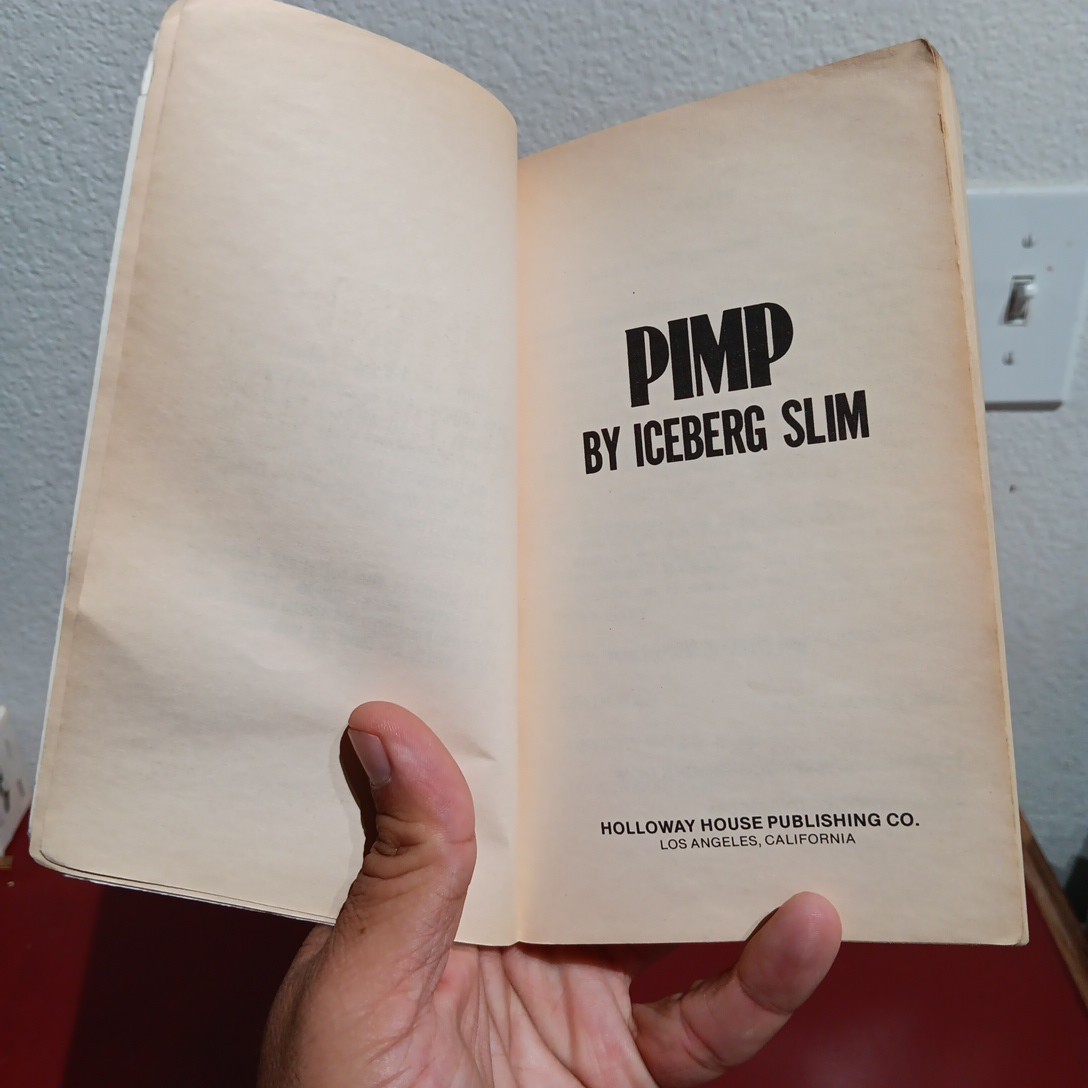 PIMP
BY ICEBERG SLIM
HOLLOWAY HOUSE PUBLISHING CO.
LOS ANGELES, CALIFORNIA